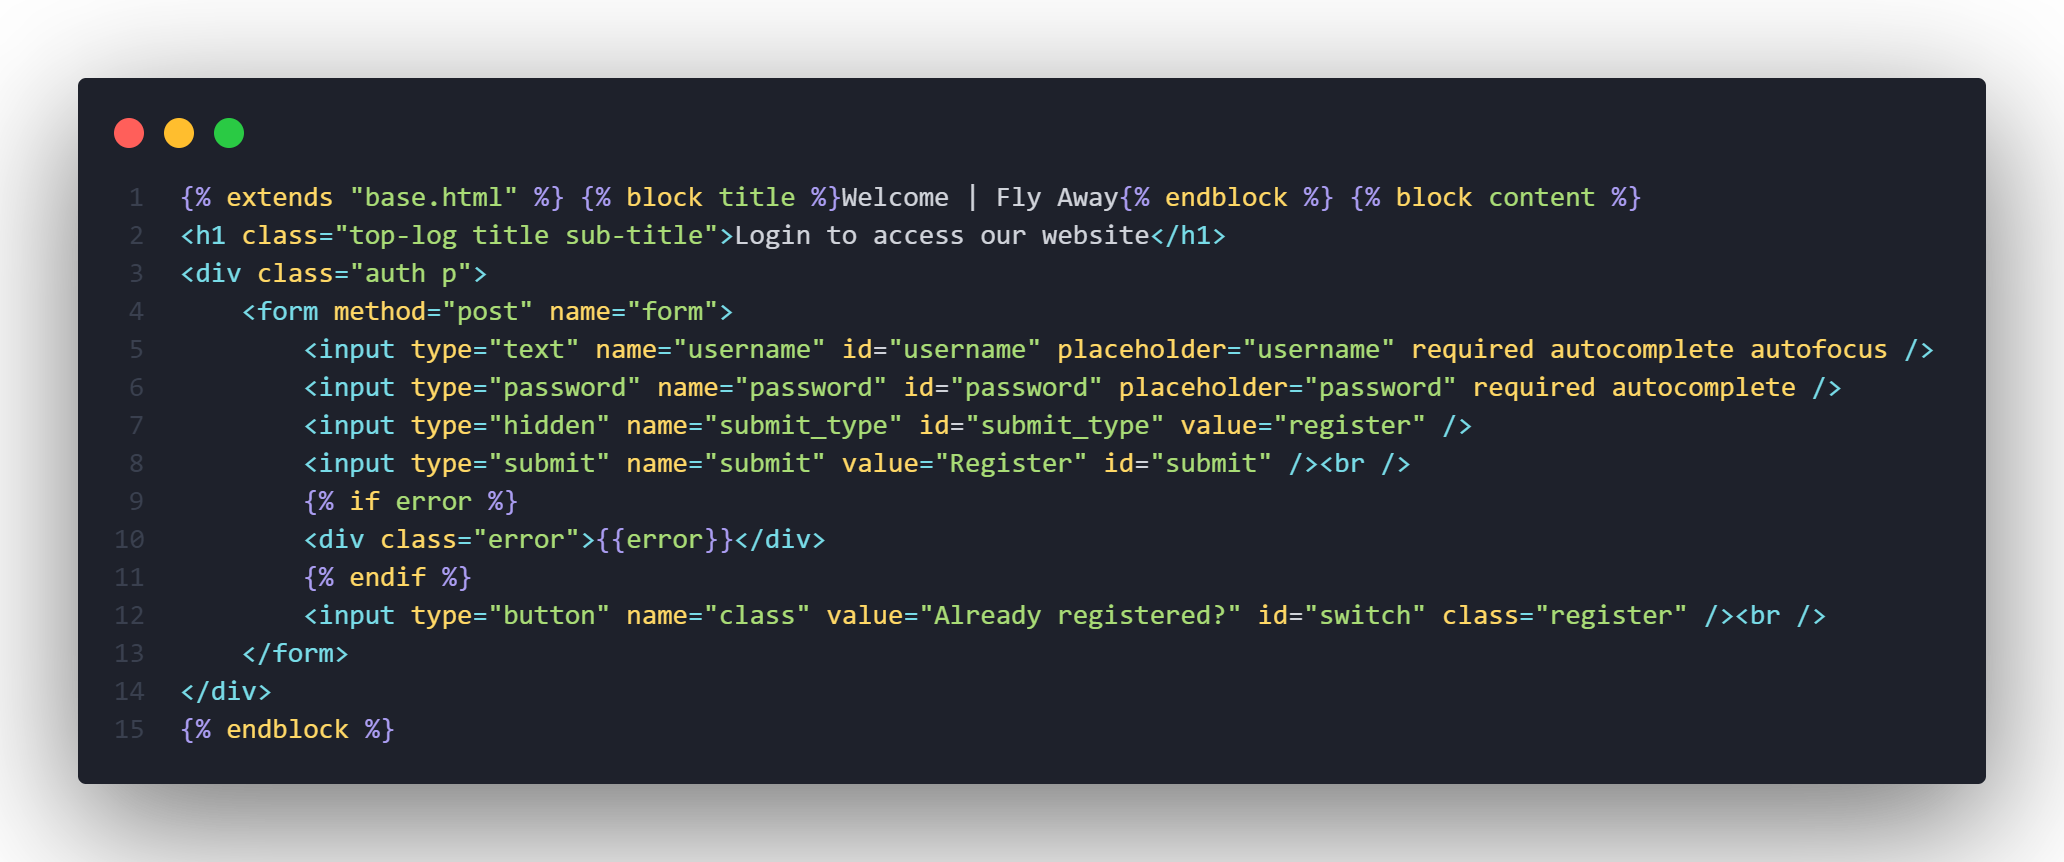 1 {% extends "base.html" %} {% block title %}Welcome | Fly Away{% endblock %} {% block content %}
2 <h1 class="top-log title sub-title">Login to access our website</h1>
3 <div class="auth p">
4     <form method="post" name="form">
5         <input type="text" name="username" id="username" placeholder="username" required autocomplete autofocus />
6         <input type="password" name="password" id="password" placeholder="password" required autocomplete />
7         <input type="hidden" name="submit_type" id="submit_type" value="register" />
8         <input type="submit" name="submit" value="Register" id="submit" /><br />
9         {% if error %}
10         <div class="error">{{error}}</div>
11         {% endif %}
12         <input type="button" name="class" value="Already registered?" id="switch" class="register" /><br />
13     </form>
14 </div>
15 {% endblock %}